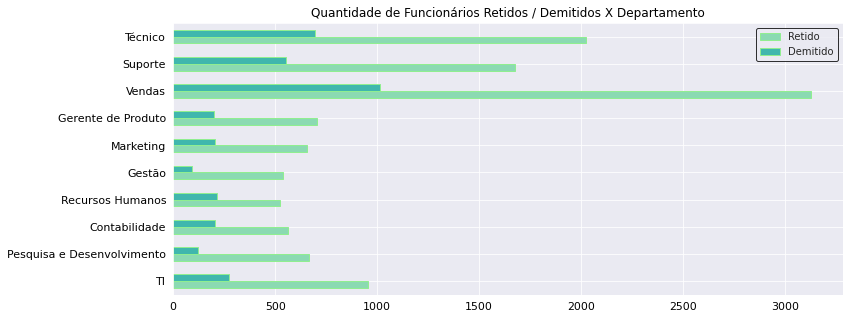 Quantidade de Funcionários Retidos / Demitidos X Departamento
Retido
Demitido
Técnico
Suporte
Vendas
Gerente de Produto
Marketing
Gestão
Recursos Humanos
Contabilidade
Pesquisa e Desenvolvimento
TI
0 500 1000 1500 2000 2500 3000